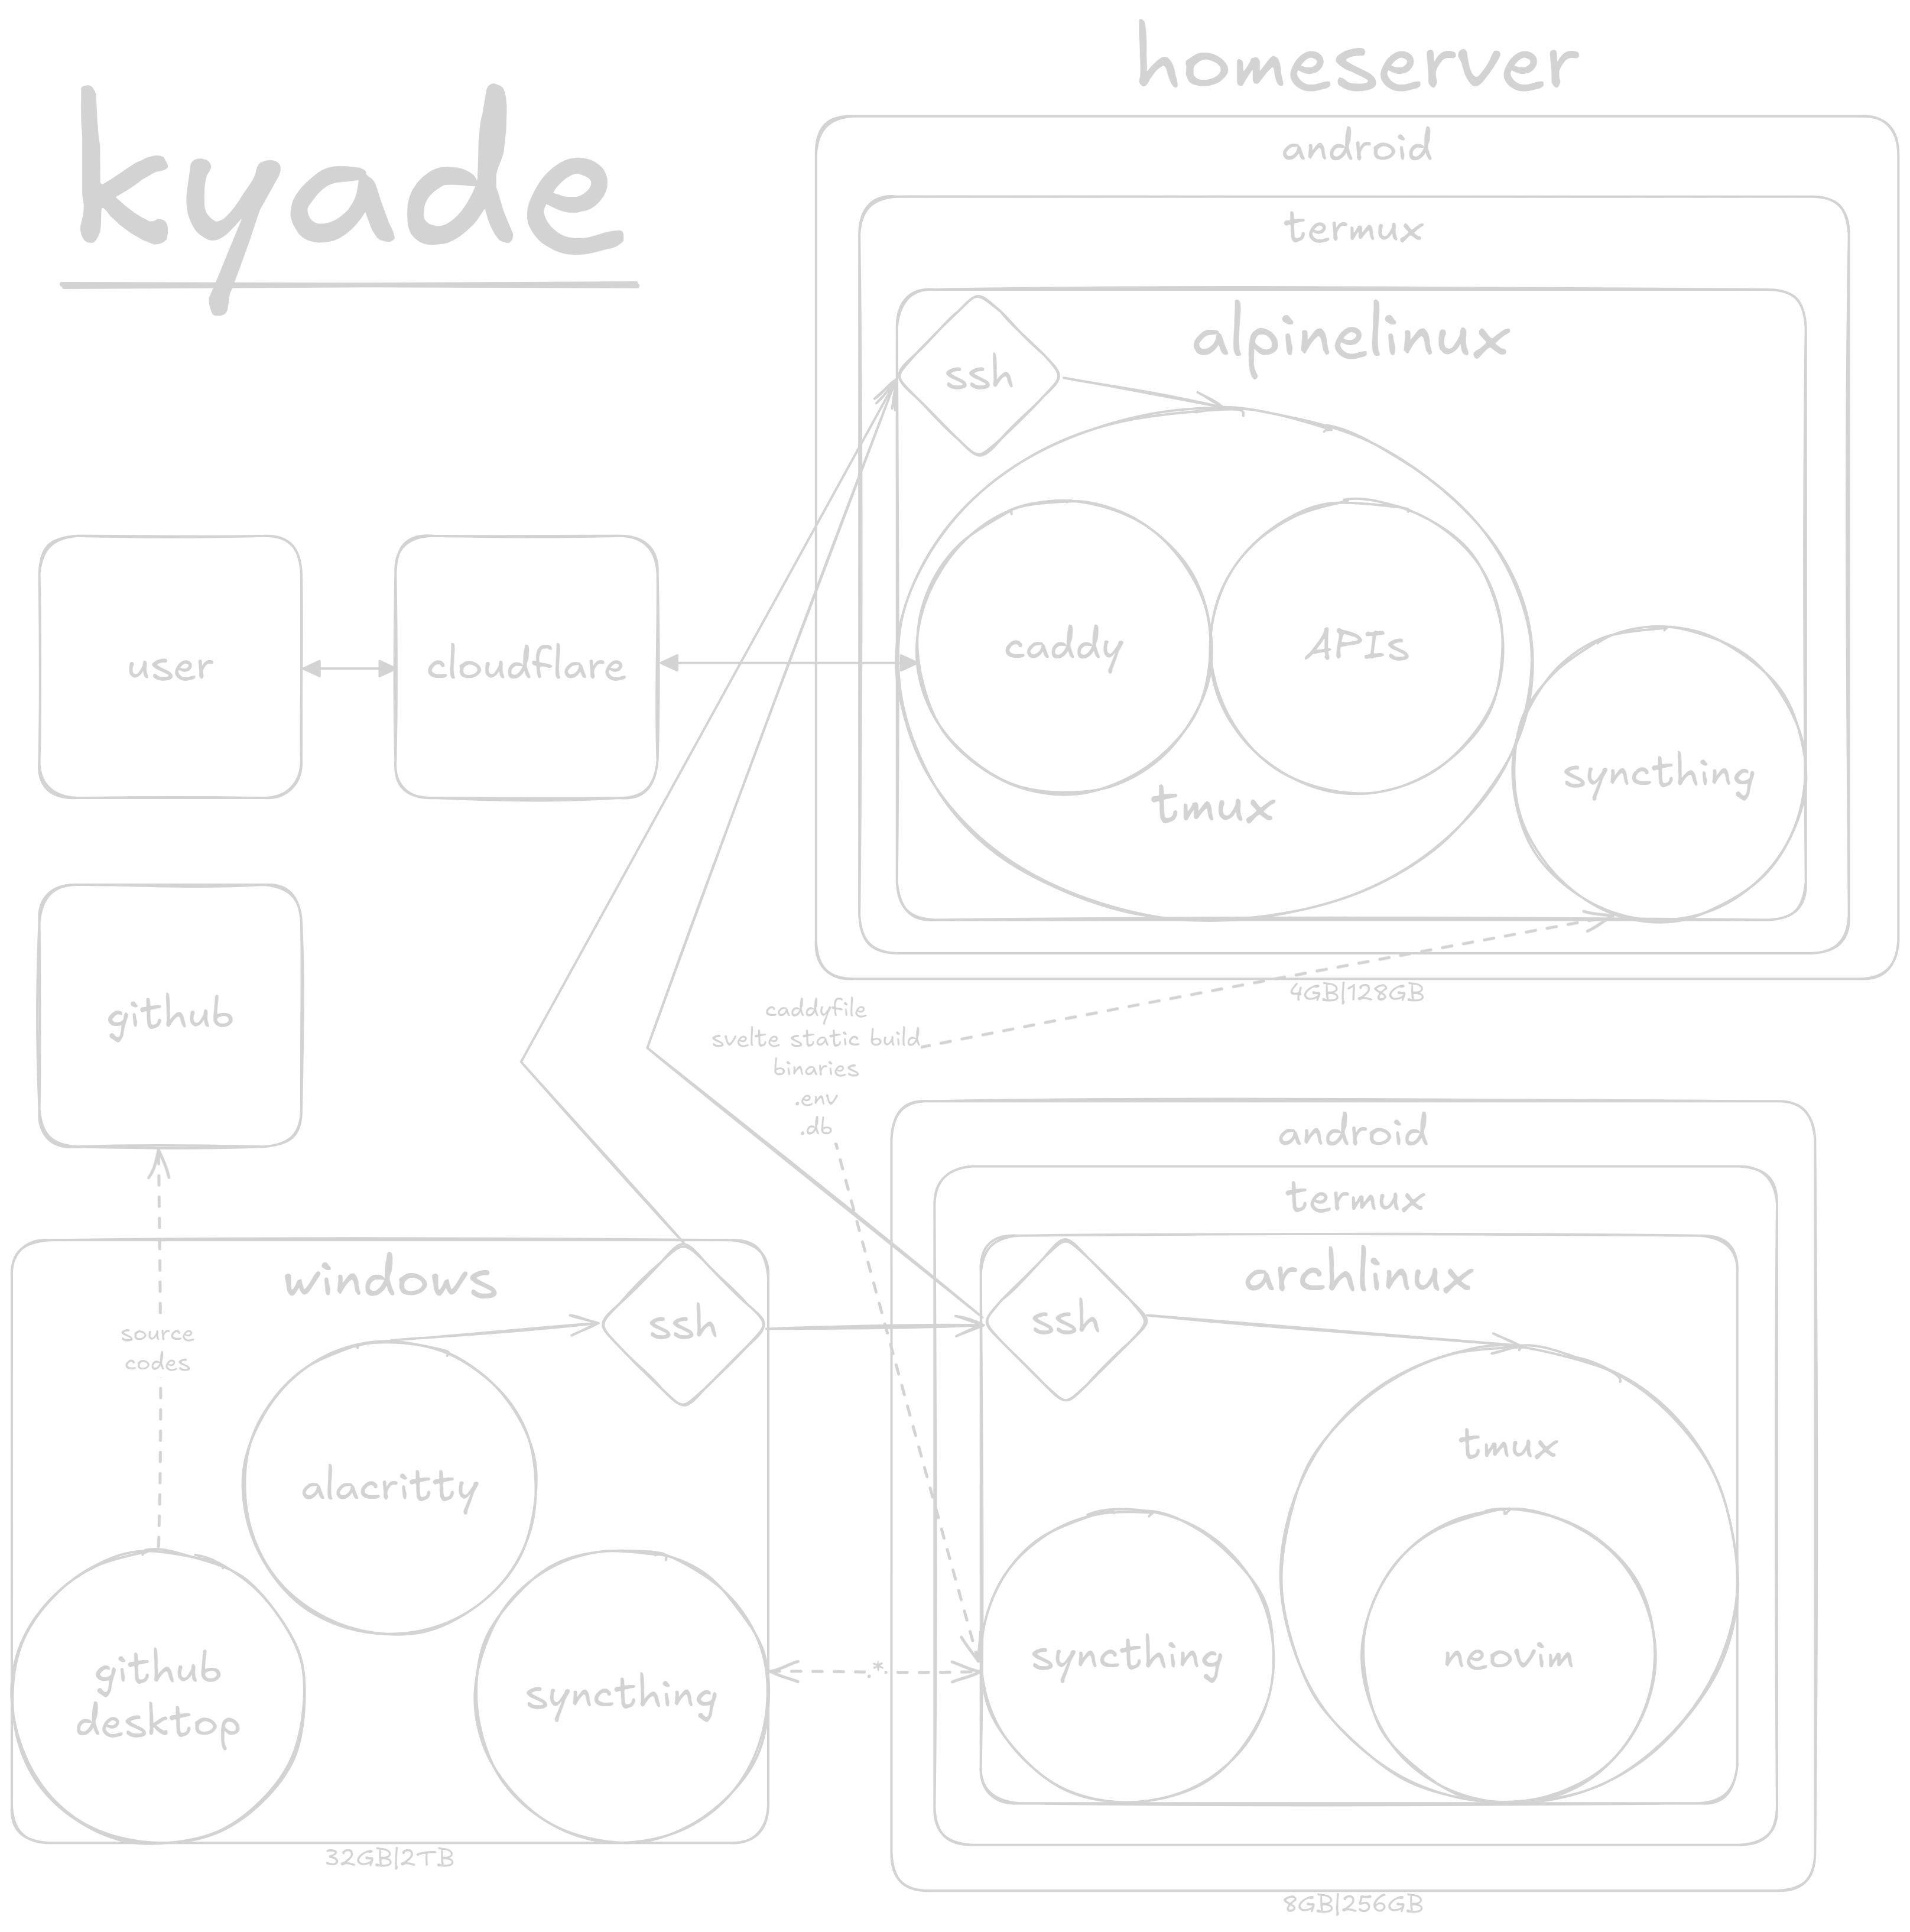 kyade
homeserver
android
termux
alpinelinux
ssh
caddy
APIs
tmux
syncthing
4GB|128GB
user
cloudflare
github
caddyfile
svelte static build
binaries
.env
.db
source
codes
windovs
ssh
alacritty
github
desktop
syncthing
32GB|2TB
.*
android
termux
archlinux
ssh
tmux
neovim
syncthing
8GB|256GB